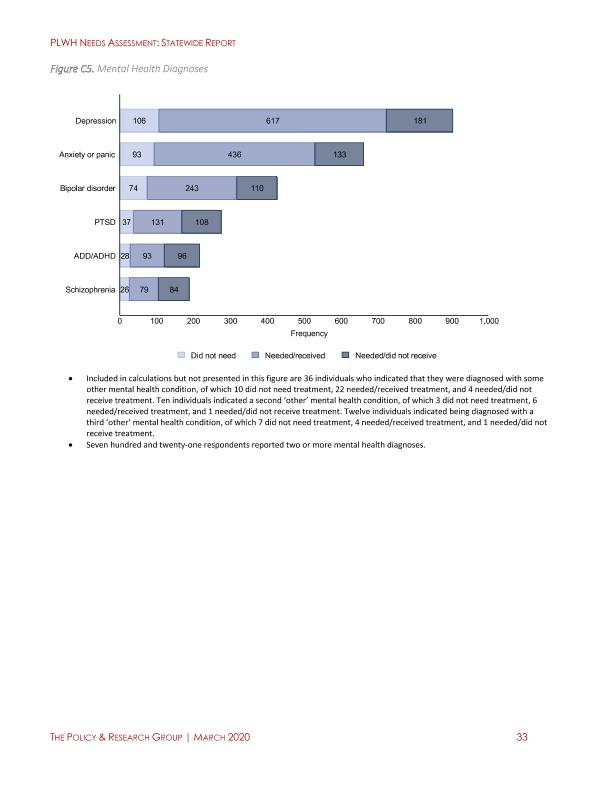 PLWH NEEDS ASSESSMENT: STATEWIDE REPORT
Figure C5. Mental Health Diagnoses
Depression 106 617 181
Anxiety or panic 93 436 133
Bipolar disorder 74 243 110
PTSD 37 131 108
ADD/ADHD 28 93 96
Schizophrenia 26 79 84
0 100 200 300 400 500 600 700 800 900 1,000
Frequency
Did not need Needed/received Needed/did not receive
• Included in calculations but not presented in this figure are 36 individuals who indicated that they were diagnosed with some
other mental health condition, of which 10 did not need treatment, 22 needed/received treatment, and 4 needed/did not
receive treatment. Ten individuals indicated a second ‘other’ mental health condition, of which 3 did not need treatment, 6
needed/received treatment, and 1 needed/did not receive treatment. Twelve individuals indicated being diagnosed with a
third ‘other’ mental health condition, of which 7 did not need treatment, 4 needed/received treatment, and 1 needed/did not
receive treatment.
• Seven hundred and twenty-one respondents reported two or more mental health diagnoses.
THE POLICY & RESEARCH GROUP | MARCH 2020 33